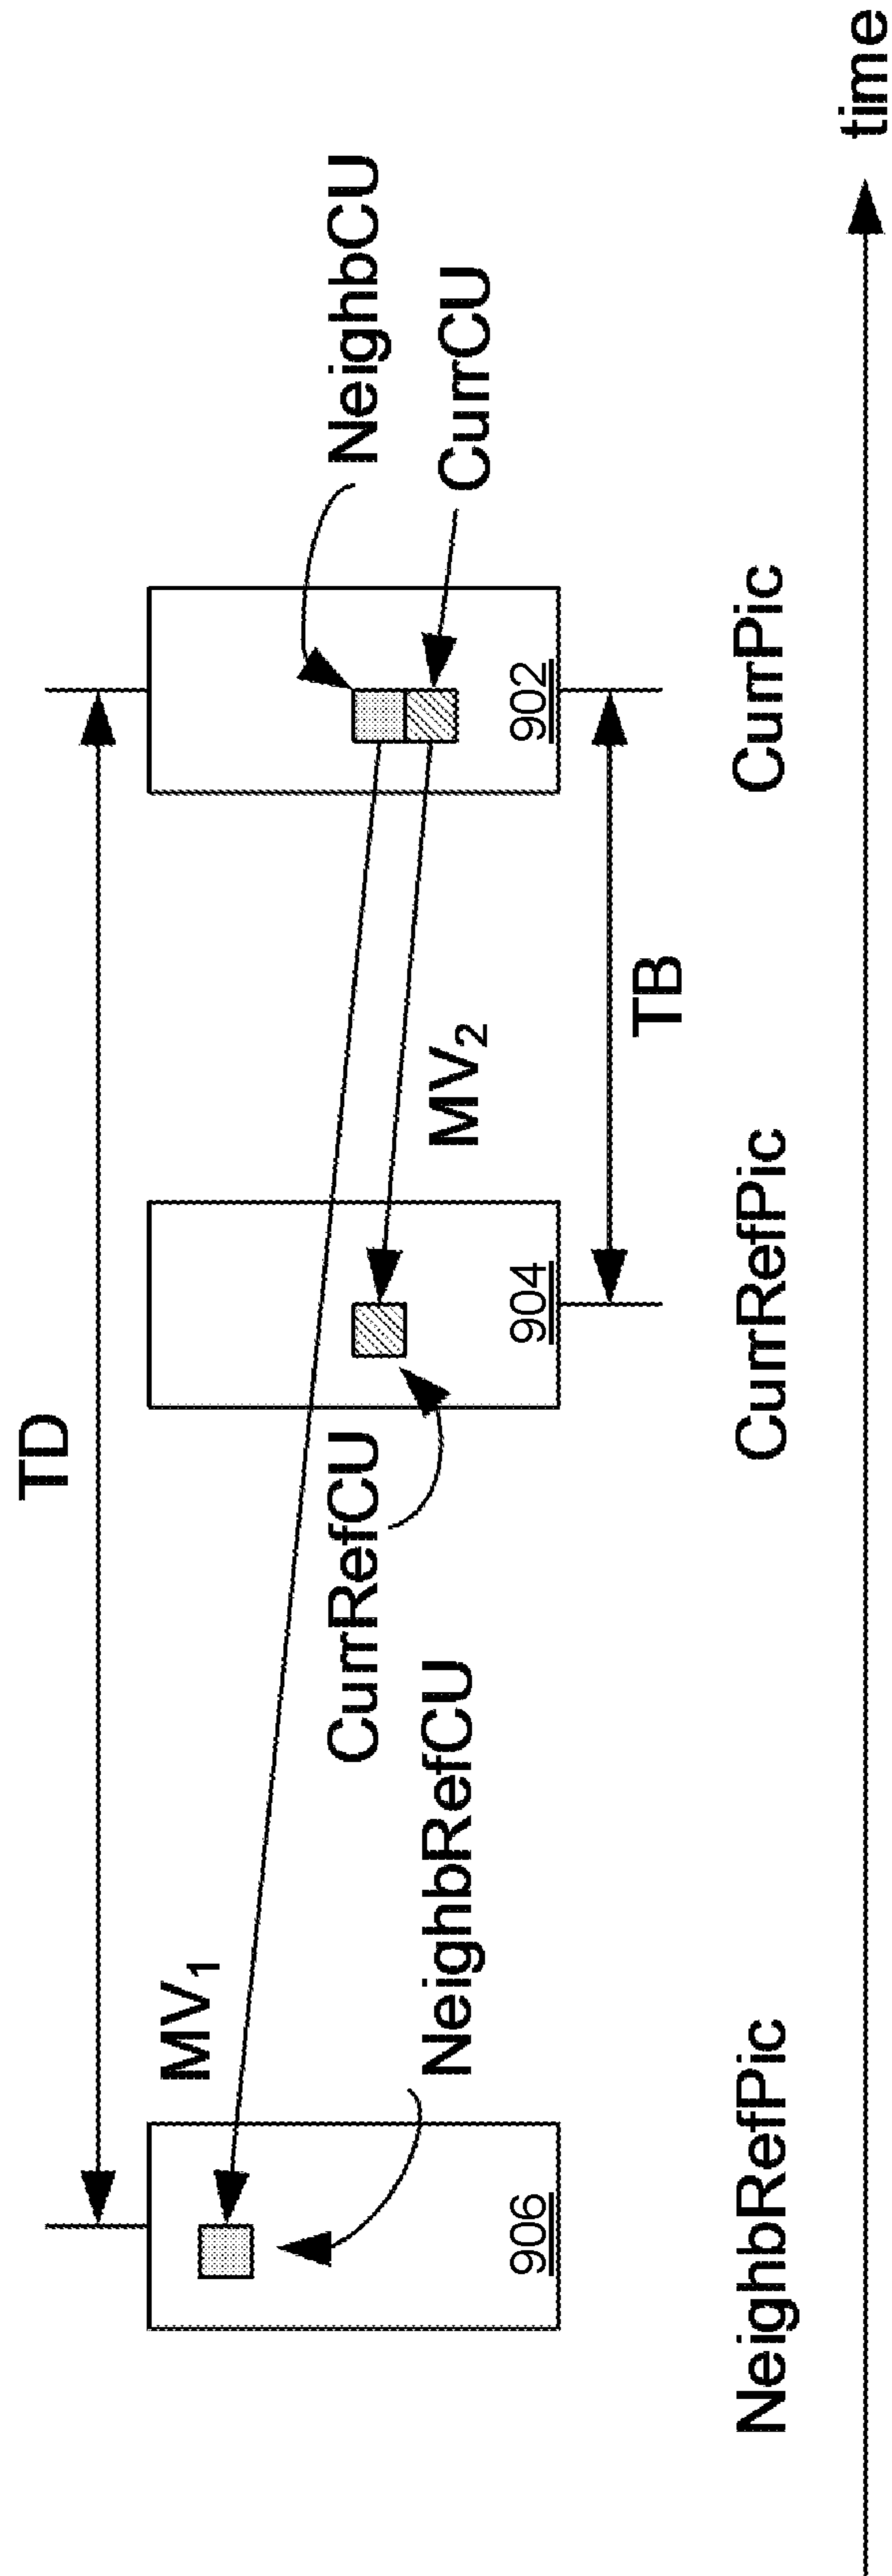 TD
MV₁
NeighbCU
CurrCU
CurrRefCU
NeighbRefCU
MV₂
906
904
902
TB
NeighbRefPic
CurrRefPic
CurrPic
time